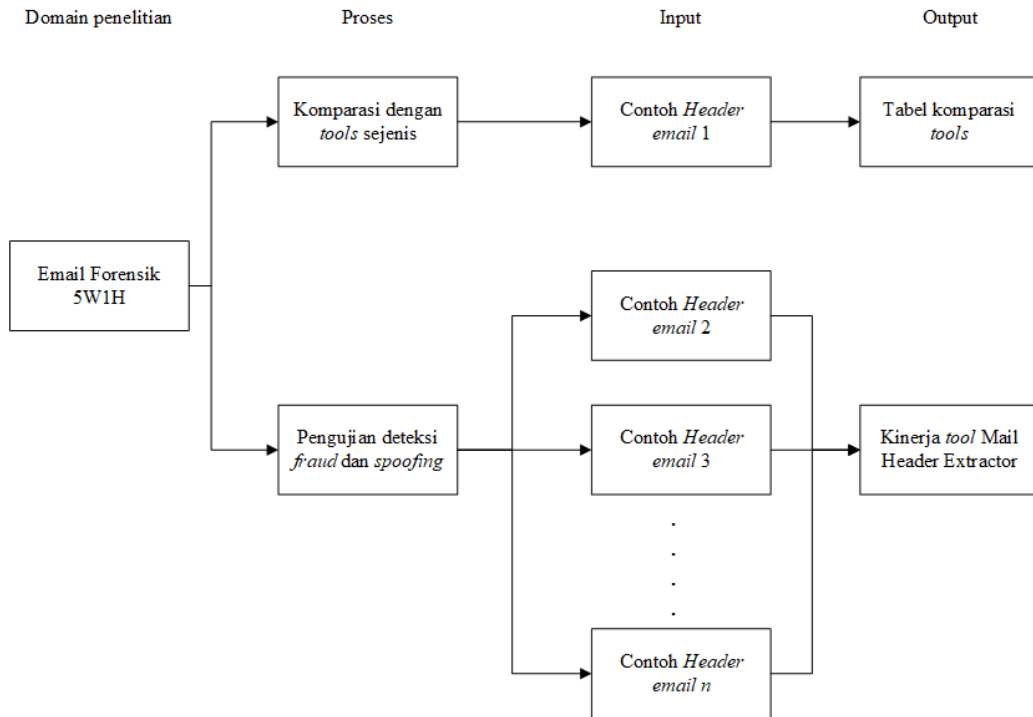 Domain penelitian
Proses
Input
Output
Komparasi dengan
tools sejenis
Contoh Header
email 1
Tabel komparasi
tools
Email Forensik
5W1H
Contoh Header
email 2
Pengujian deteksi
fraud dan spoofing
Contoh Header
email 3
Kinerja tool Mail
Header Extractor
.
.
.
.
Contoh Header
email n